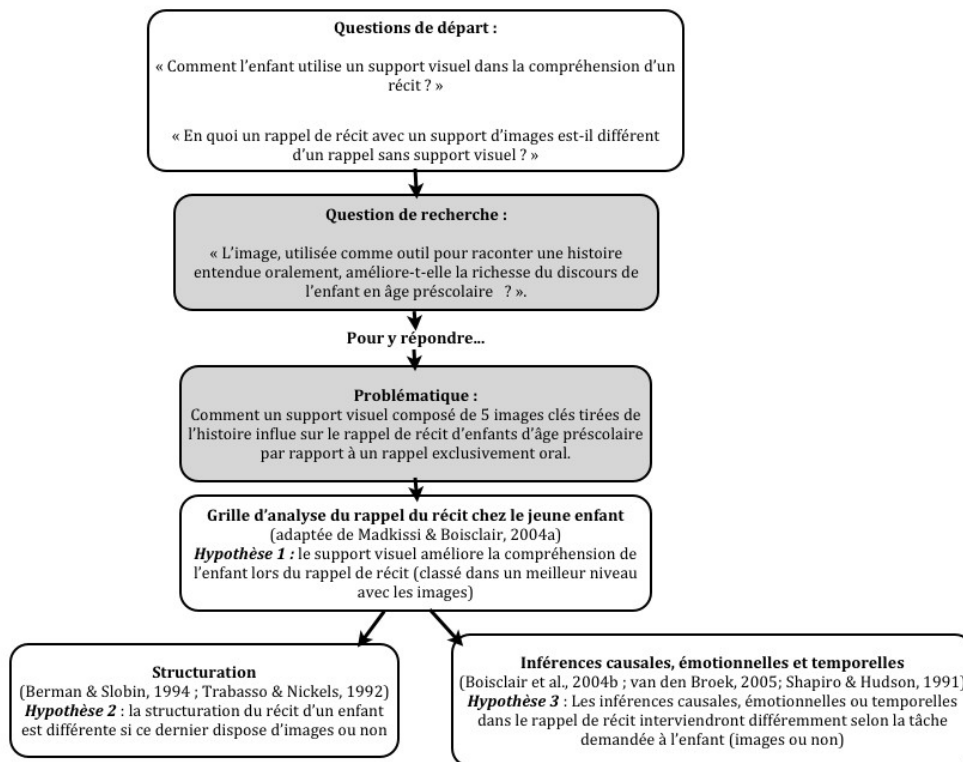 Questions de départ :
« Comment l'enfant utilise un support visuel dans la compréhension d'un
récit ? »
« En quoi un rappel de récit avec un support d'images est-il différent
d'un rappel sans support visuel ? »
Question de recherche :
« L'image, utilisée comme outil pour raconter une histoire
entendue oralement, améliore-t-elle la richesse du discours de
l'enfant en âge préscolaire ? ».
Pour y répondre...
Problématique :
Comment un support visuel composé de 5 images clés tirées de
l'histoire influe sur le rappel de récit d'enfants d'âge préscolaire
par rapport à un rappel exclusivement oral.
Grille d'analyse du rappel du récit chez le jeune enfant
(adaptée de Madkissi & Boisclair, 2004a)
Hypothèse 1 : le support visuel améliore la compréhension de
l'enfant lors du rappel de récit (classé dans un meilleur niveau
avec les images)
Structuration
(Berman & Slobin, 1994 ; Trabasso & Nickels, 1992)
Hypothèse 2 : la structuration du récit d'un enfant
est différente si ce dernier dispose d'images ou non
Inférences causales, émotionnelles et temporelles
(Boisclair et al., 2004b ; van den Broek, 2005; Shapiro & Hudson, 1991)
Hypothèse 3 : Les inférences causales, émotionnelles ou temporelles
dans le rappel de récit interviendront différemment selon la tâche
demandée à l'enfant (images ou non)